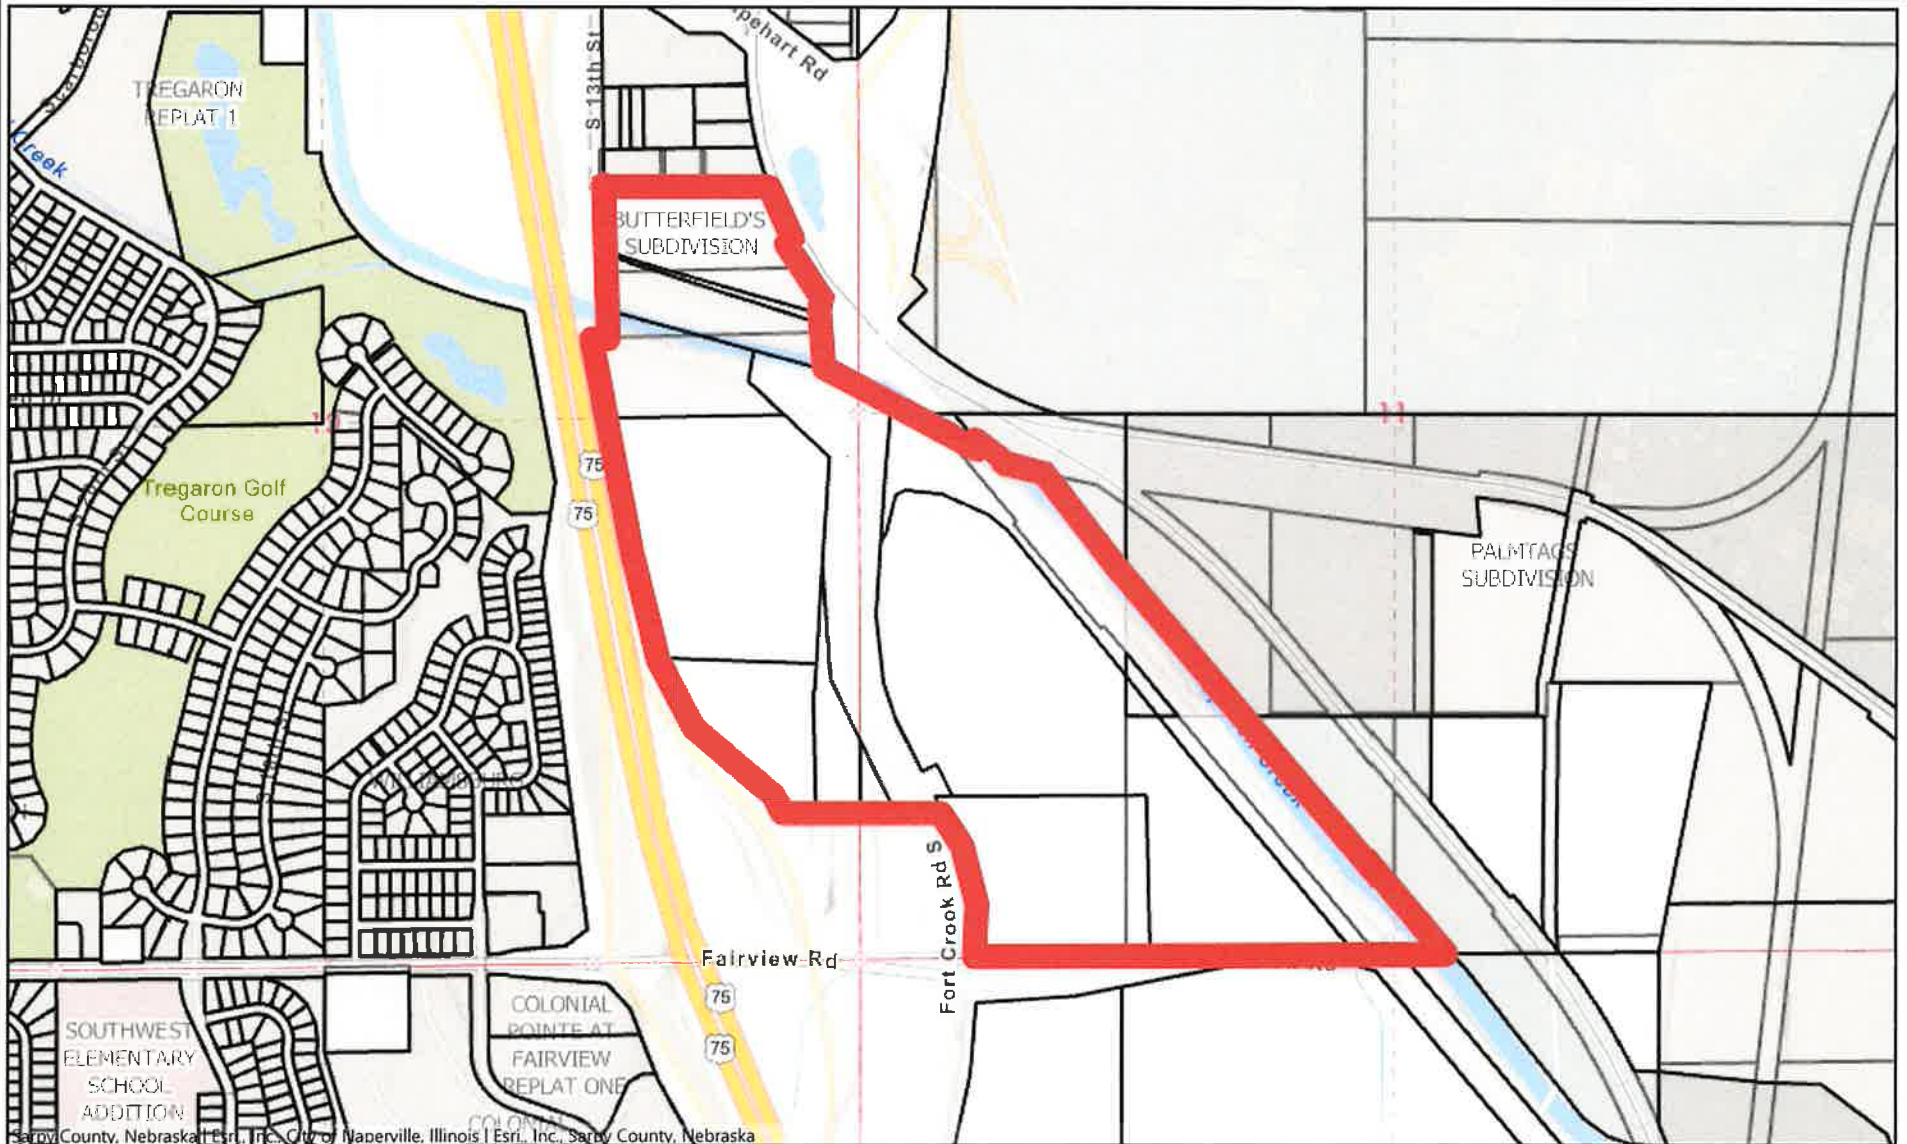 pehart Rd
S 13th St
TREGARON
REPLAT 1
Creek
BUTTERFIELD'S
SUBDIVISION
10
11
75
75
Tregaron Golf
Course
PALMTAGS
SUBDIVISION
Creek
Fort Crook Rd S
Fairview Rd
75
75
COLONIAL
POINTE AT
FAIRVIEW
REPLAT ONE
COLONIAL
SOUTHWEST
ELEMENTARY
SCHOOL
ADDITION
Sarpy County, Nebraska | Esri., Inc., City of Naperville, Illinois | Esri., Inc., Sarpy County, Nebraska